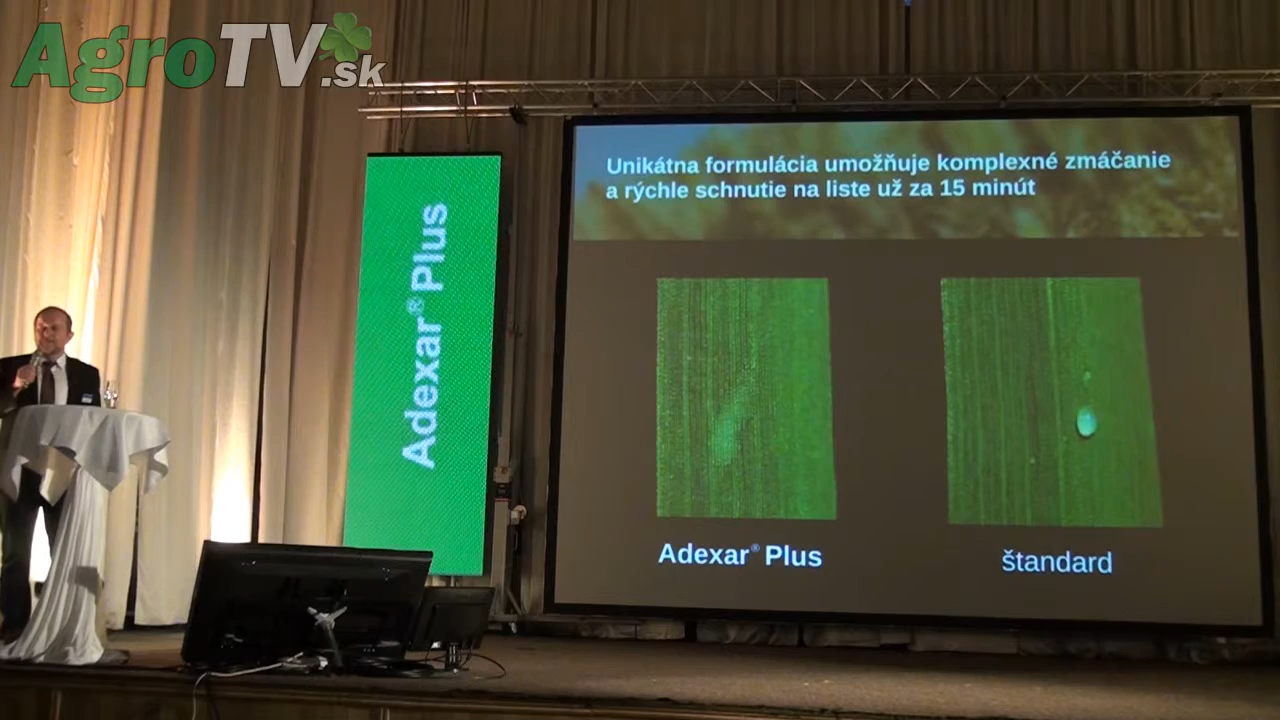 AgroTV.sk
Adexar® Plus
Unikátna formulácia umožňuje komplexné zmáčanie
a rýchle schnutie na liste už za 15 minút
Adexar® Plus
štandard